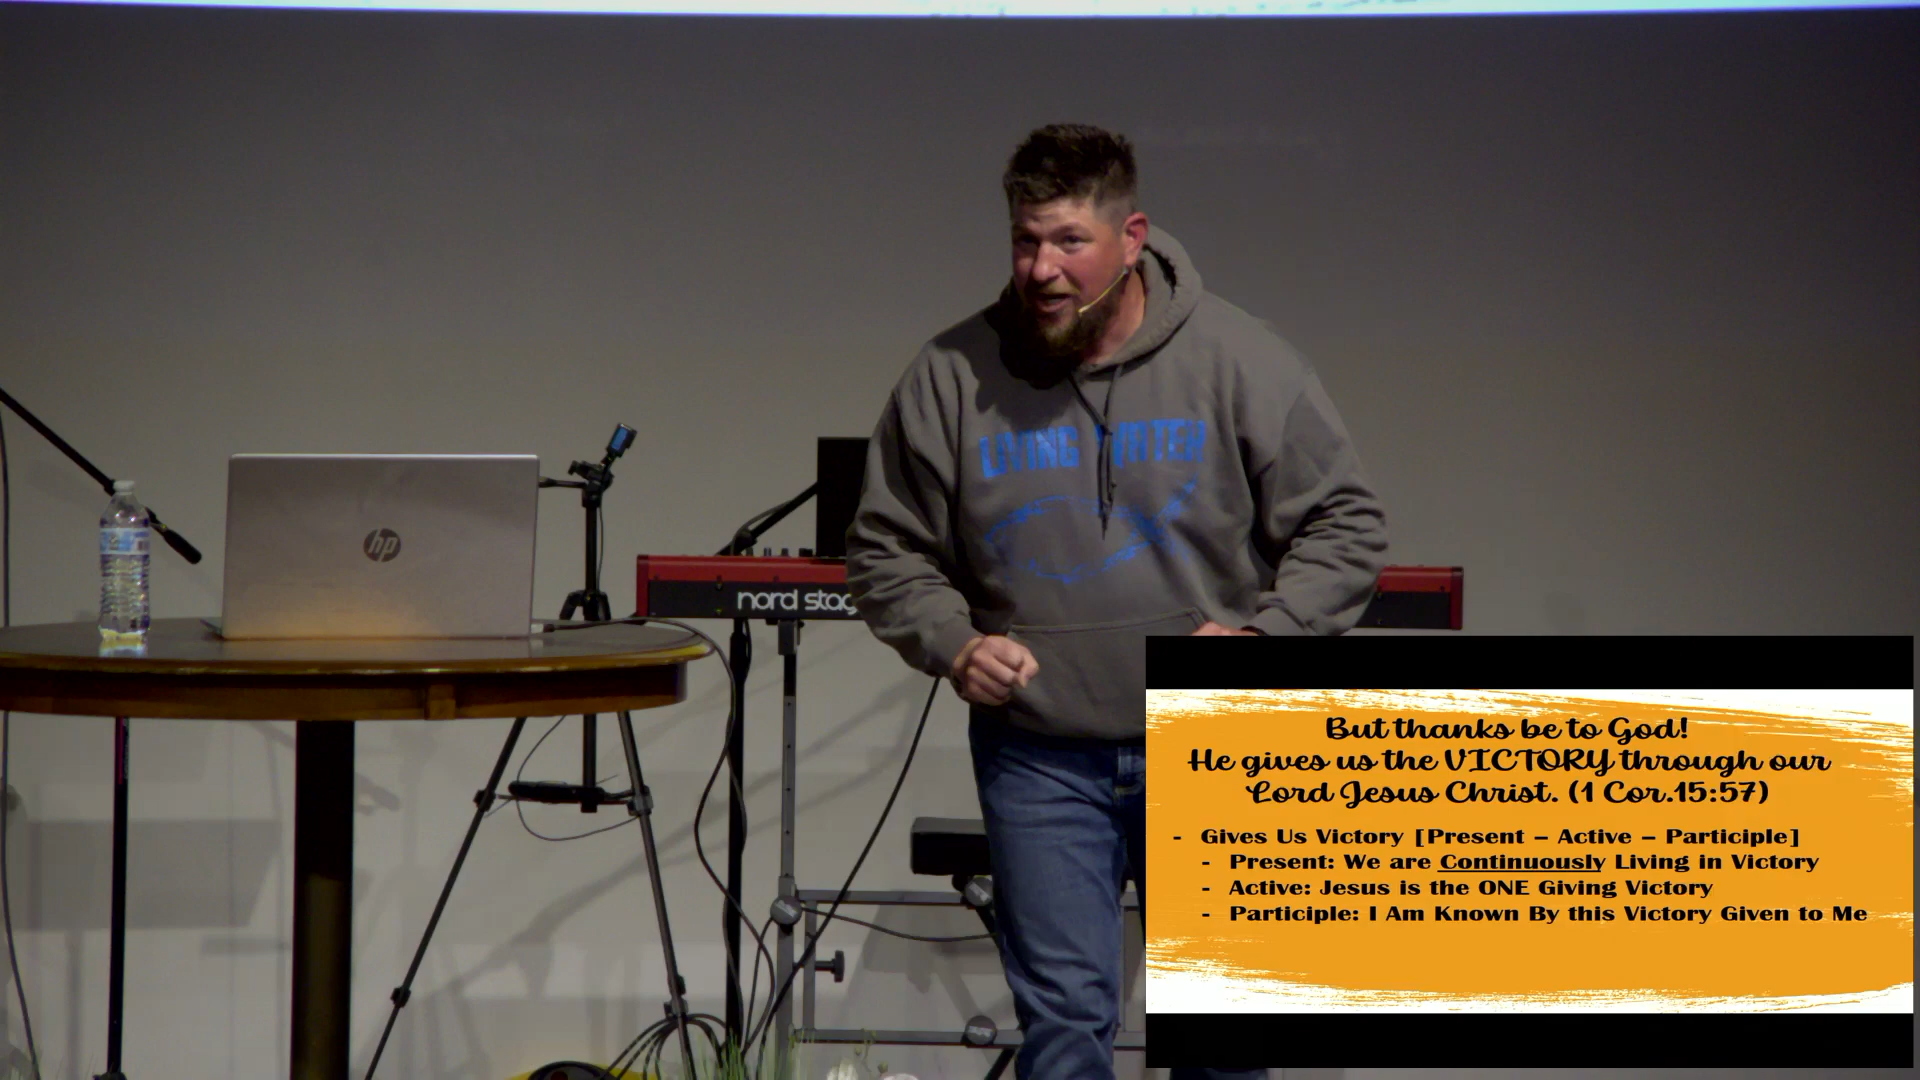 LIVING WATER
hp
nord stag
But thanks be to God!
He gives us the VICTORY through our
Lord Jesus Christ. (1 Cor.15:57)
- Gives Us Victory [Present – Active – Participle]
- Present: We are Continuously Living in Victory
- Active: Jesus is the ONE Giving Victory
- Participle: I Am Known By this Victory Given to Me